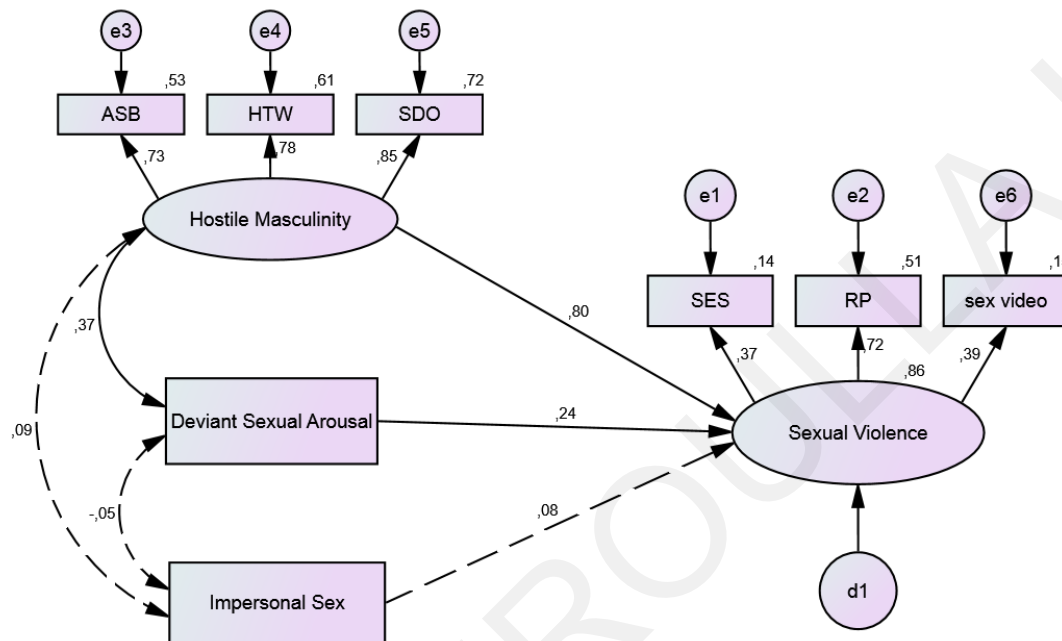 e3
e4
e5
,53
,61
,72
ASB
HTW
SDO
,73
,78
,85
Hostile Masculinity
e1
e2
e6
,14
,51
SES
RP
sex video
,37
,72
,39
,86
,37
,80
Deviant Sexual Arousal
,24
Sexual Violence
,09
-,05
,08
Impersonal Sex
d1